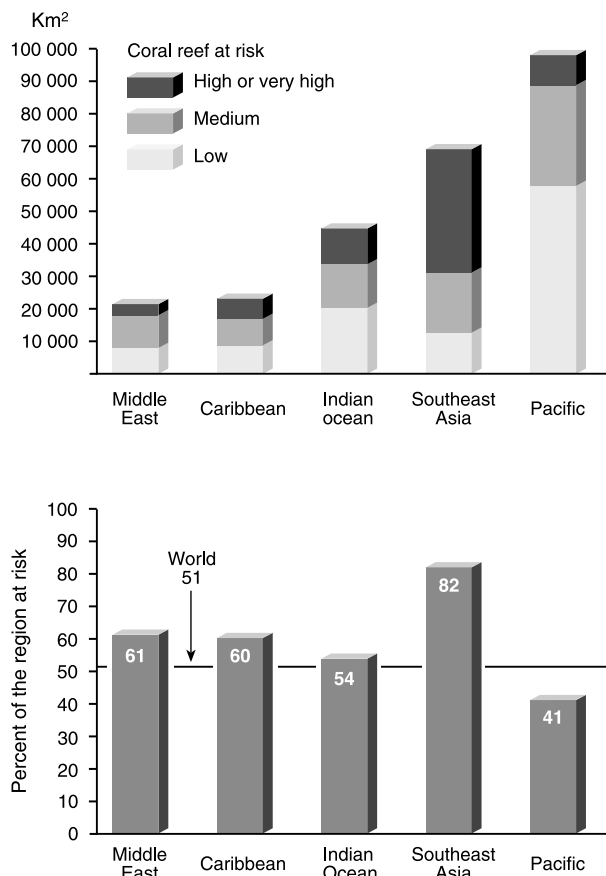 Km²
100 000
90 000
80 000
70 000
60 000
50 000
40 000
30 000
20 000
10 000
Coral reef at risk
High or very high
Medium
Low
Middle
East
Caribbean
Indian
ocean
Southeast
Asia
Pacific
Percent of the region at risk
100
90
80
70
60
50
40
30
20
10
0
World
51
61
60
54
82
41
Middle
East
Caribbean
Indian
Ocean
Southeast
Asia
Pacific